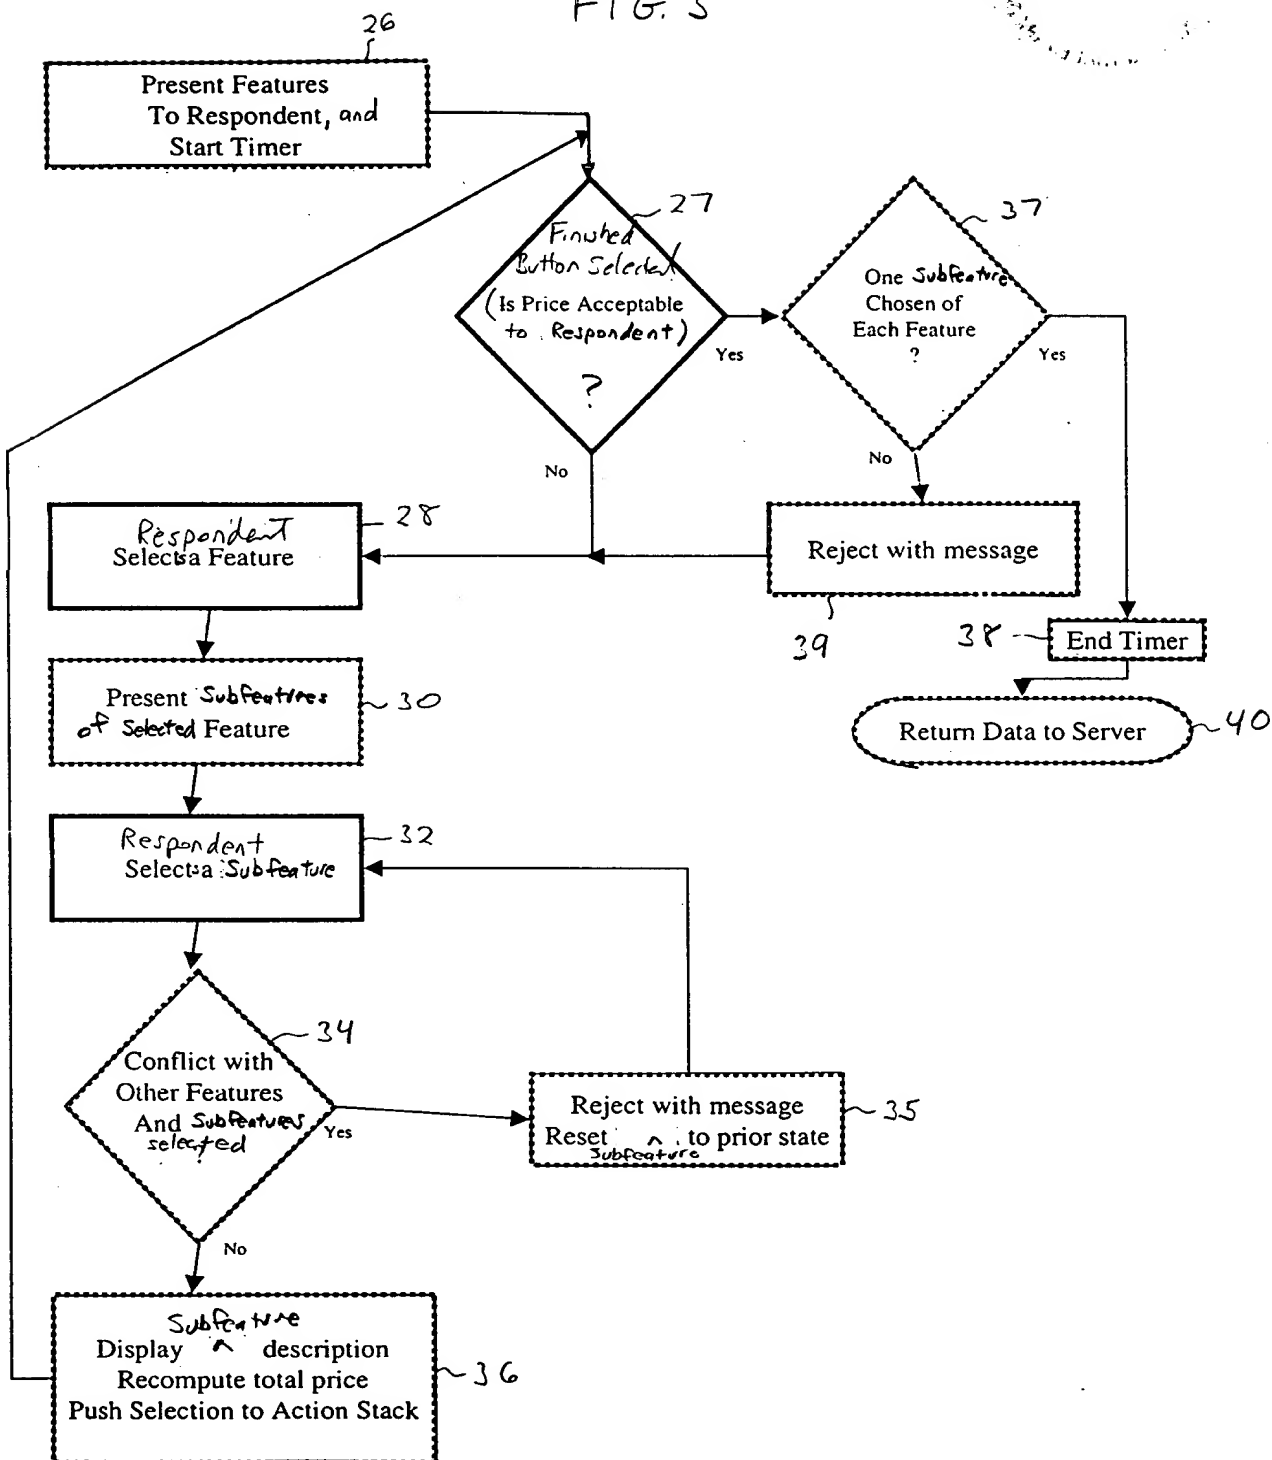 FIG. 3
26
Present Features
To Respondent, and
Start Timer
27
Finished
Button Selected
(Is Price Acceptable
to Respondent)
?
Yes
No
37
One Subfeature
Chosen of
Each Feature
?
Yes
No
Respondent
Selects a Feature
28
Reject with message
39
38
End Timer
Present Subfeatures
of Selected Feature
30
Return Data to Server
40
Respondent
Selects a Subfeature
32
34
Conflict with
Other Features
And Subfeatures
selected
?
Yes
No
Reject with message
Reset ^ to prior state
Subfeature
35
Subfeature
Display ^ description
Recompute total price
Push Selection to Action Stack
36